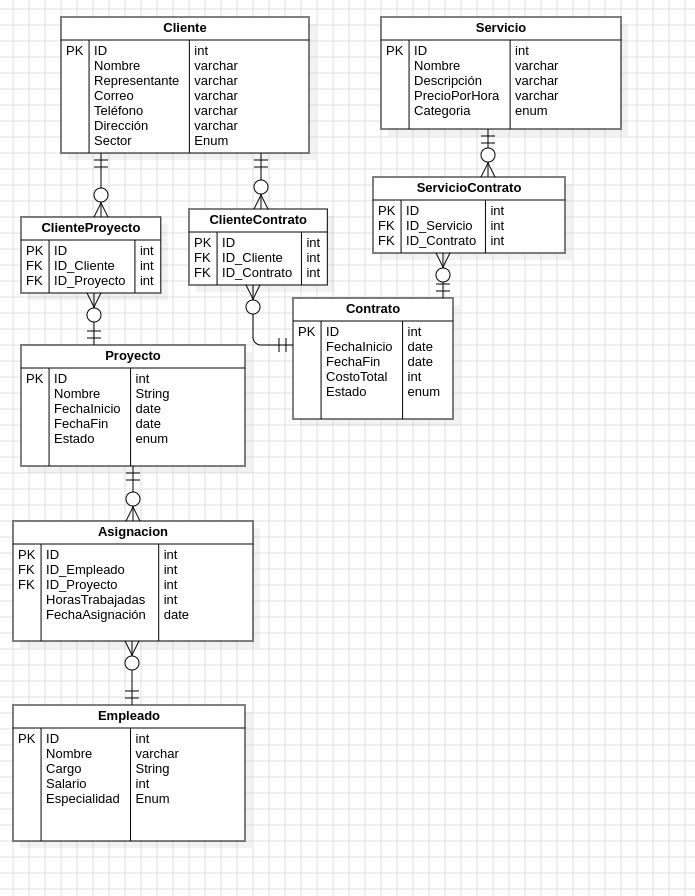 Cliente
PK ID int
Nombre varchar
Representante varchar
Correo varchar
Teléfono varchar
Dirección varchar
Sector Enum
Servicio
PK ID int
Nombre varchar
Descripción varchar
PrecioPorHora varchar
Categoria enum
ClienteProyecto
PK ID int
FK ID_Cliente int
FK ID_Proyecto int
ClienteContrato
PK ID int
FK ID_Cliente int
FK ID_Contrato int
ServicioContrato
PK ID int
FK ID_Servicio int
FK ID_Contrato int
Contrato
PK ID int
FechaInicio date
FechaFin date
CostoTotal int
Estado enum
Proyecto
PK ID int
Nombre String
FechaInicio date
FechaFin date
Estado enum
Asignacion
PK ID int
FK ID_Empleado int
FK ID_Proyecto int
HorasTrabajadas int
FechaAsignación date
Empleado
PK ID int
Nombre varchar
Cargo String
Salario int
Especialidad Enum